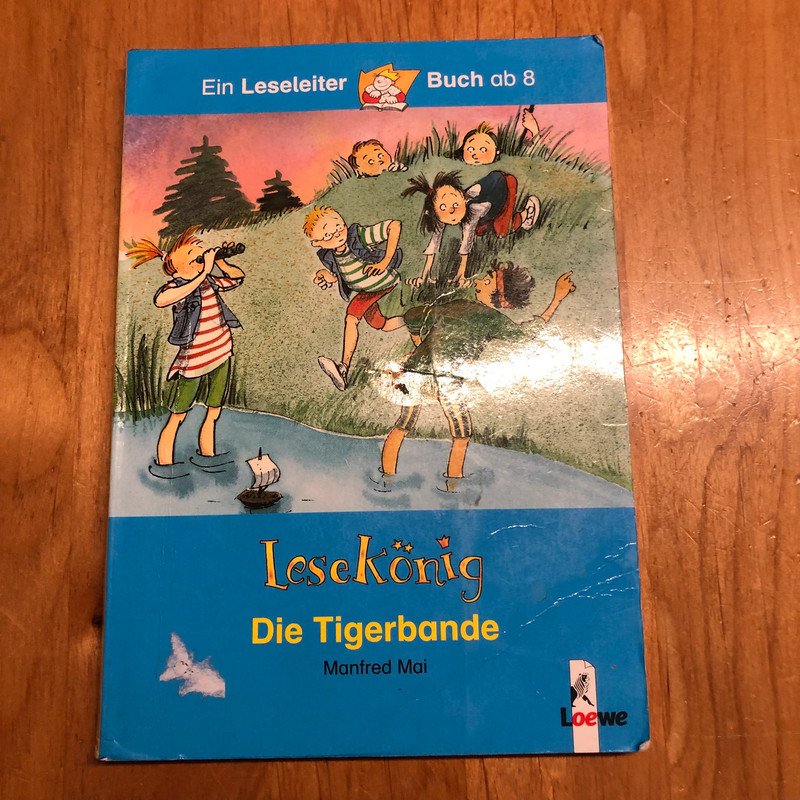 Ein Leseleiter Buch ab 8
Lesekönig
Die Tigerbande
Manfred Mai
Loewe